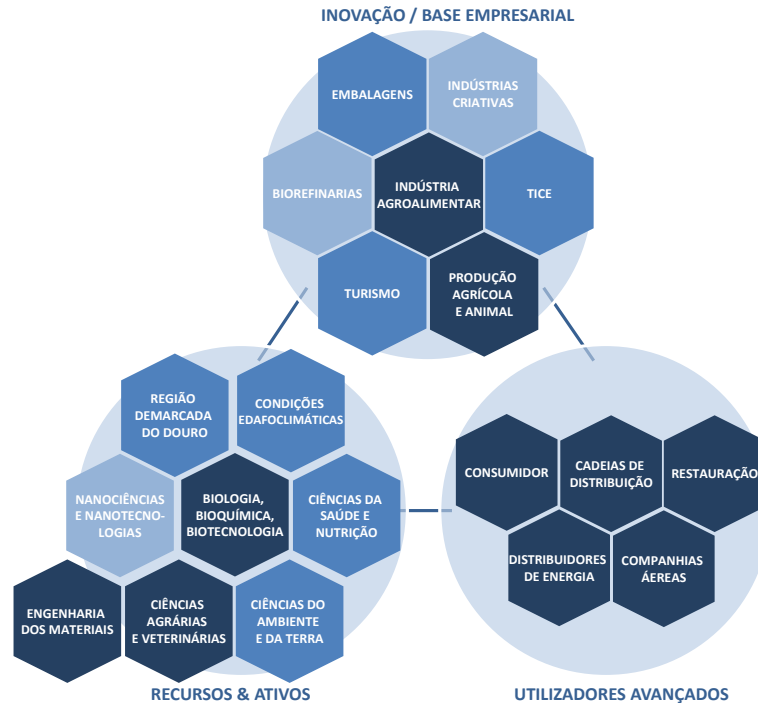 INOVAÇÃO / BASE EMPRESARIAL
EMBALAGENS
INDÚSTRIAS
CRIATIVAS
BIOREFINARIAS
INDÚSTRIA
AGROALIMENTAR
TICE
TURISMO
PRODUÇÃO
AGRÍCOLA
E ANIMAL
REGIÃO
DEMARCADA
DO DOURO
CONDIÇÕES
EDAFOCLIMÁTICAS
NANOCIÊNCIAS
E NANOTECNO-
LOGIAS
BIOLOGIA,
BIOQUÍMICA,
BIOTECNOLOGIA
CIÊNCIAS DA
SAÚDE E
NUTRIÇÃO
ENGENHARIA
DOS MATERIAIS
CIÊNCIAS
AGRÁRIAS
E VETERINÁRIAS
CIÊNCIAS DO
AMBIENTE
E DA TERRA
RECURSOS & ATIVOS
CONSUMIDOR
CADEIAS DE
DISTRIBUIÇÃO
RESTAURAÇÃO
DISTRIBUIDORES
DE ENERGIA
COMPANHIAS
ÁEREAS
UTILIZADORES AVANÇADOS